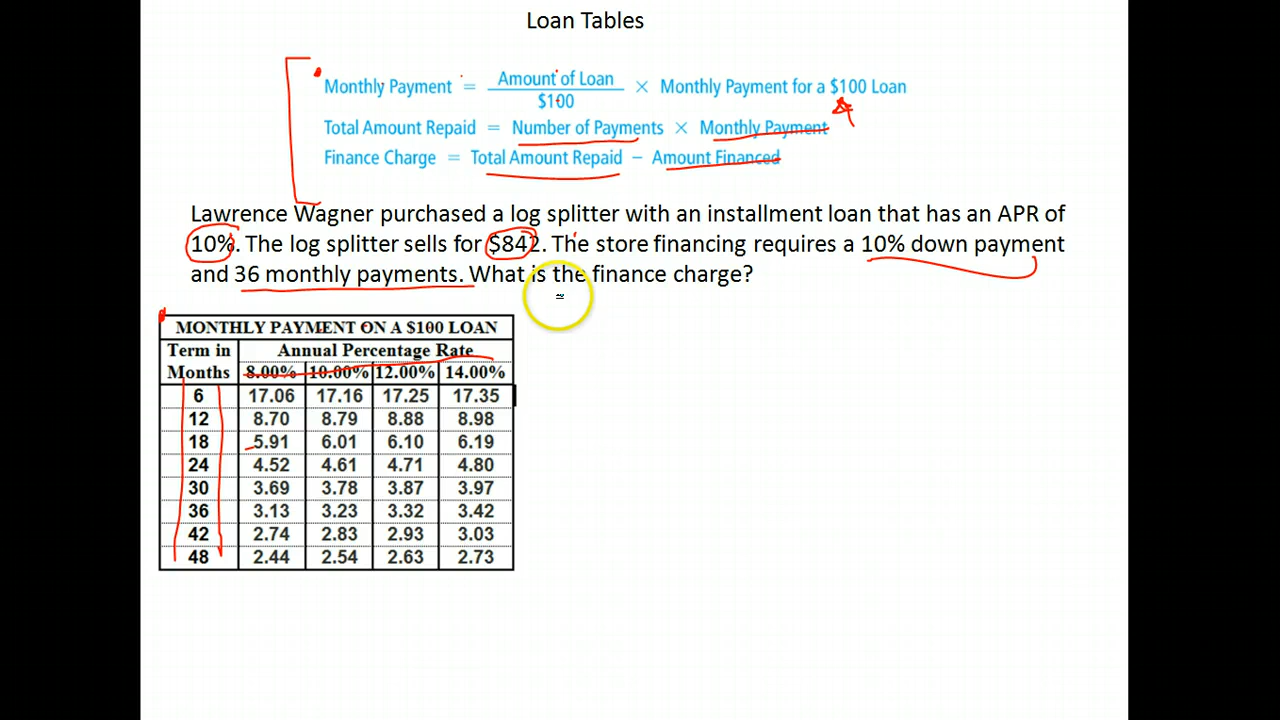 Loan Tables
Monthly Payment = Amount of Loan / $100 × Monthly Payment for a $100 Loan
Total Amount Repaid = Number of Payments × Monthly Payment
Finance Charge = Total Amount Repaid − Amount Financed
Lawrence Wagner purchased a log splitter with an installment loan that has an APR of
10%. The log splitter sells for $842. The store financing requires a 10% down payment
and 36 monthly payments. What is the finance charge?
MONTHLY PAYMENT ON A $100 LOAN
Term in Annual Percentage Rate
Months 8.00% 10.00% 12.00% 14.00%
6 17.06 17.16 17.25 17.35
12 8.70 8.79 8.88 8.98
18 5.91 6.01 6.10 6.19
24 4.52 4.61 4.71 4.80
30 3.69 3.78 3.87 3.97
36 3.13 3.23 3.32 3.42
42 2.74 2.83 2.93 3.03
48 2.44 2.54 2.63 2.73